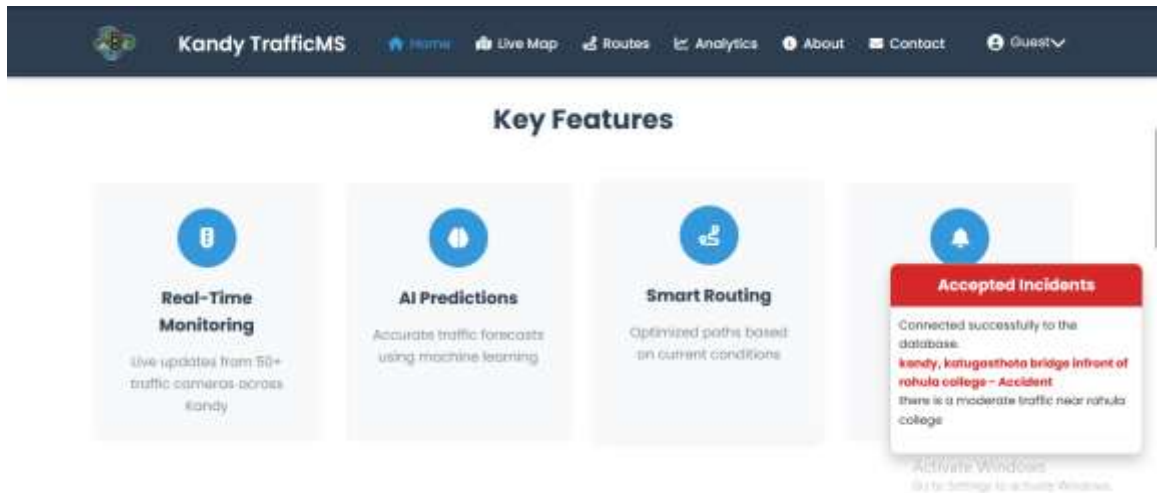 Kandy TrafficMS Home Live Map Routes Analytics About Contact Guest
Key Features
Real-Time
Monitoring
Live updates from 50+
traffic cameras across
Kandy
AI Predictions
Accurate traffic forecasts
using machine learning
Smart Routing
Optimized paths based
on current conditions
Accepted Incidents
Connected successfully to the
database.
kandy, katugasthota bridge infront of
rahula college - Accident
there is a moderate traffic near rahula
college
Activate Windows
Go to Settings to activate Windows.